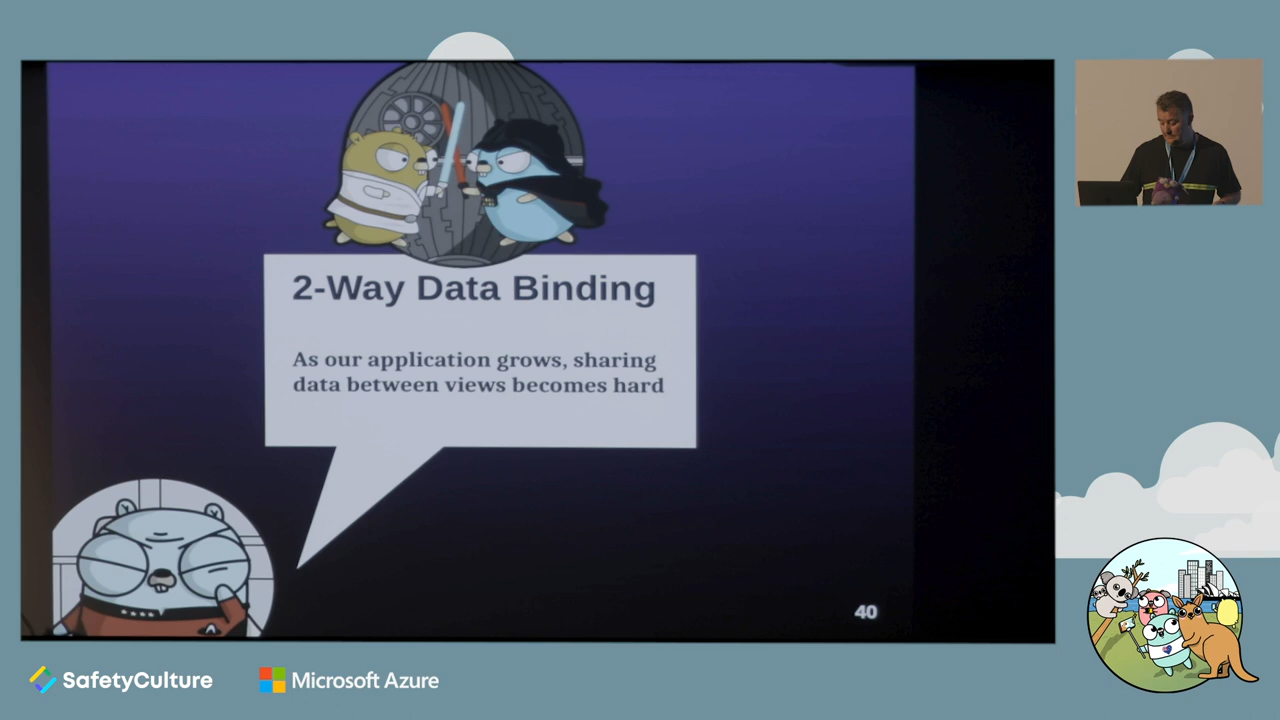 2-Way Data Binding
As our application grows, sharing
data between views becomes hard
40
SafetyCulture
Microsoft Azure